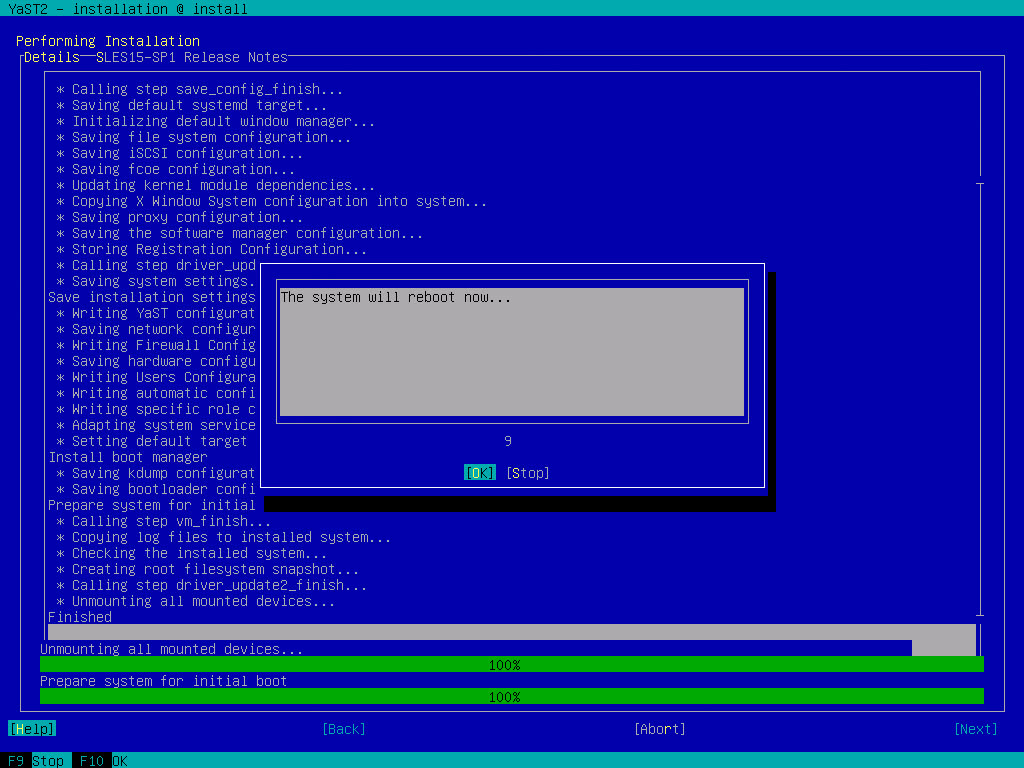 YaST2 - installation @ install
Performing Installation
Details SLES15-SP1 Release Notes
* Calling step save_config_finish...
* Saving default systemd target...
* Initializing default window manager...
* Saving file system configuration...
* Saving iSCSI configuration...
* Saving fcoe configuration...
* Updating kernel module dependencies...
* Copying X Window System configuration into system...
* Saving proxy configuration...
* Saving the software manager configuration...
* Storing Registration Configuration...
* Calling step driver_upd
* Saving system settings.
Save installation settings
* Writing YaST configurat
* Saving network configur
* Writing Firewall Config
* Saving hardware configu
* Writing Users Configura
* Writing automatic confi
* Writing specific role c
* Adapting system service
* Setting default target
Install boot manager
* Saving kdump configurat
* Saving bootloader confi
Prepare system for initial
* Calling step vm_finish...
* Copying log files to installed system...
* Checking the installed system...
* Creating root filesystem snapshot...
* Calling step driver_update2_finish...
* Unmounting all mounted devices...
Finished
The system will reboot now...
9
[OK] [Stop]
Unmounting all mounted devices...
100%
Prepare system for initial boot
100%
[Help] [Back] [Abort] [Next]
F9 Stop F10 OK